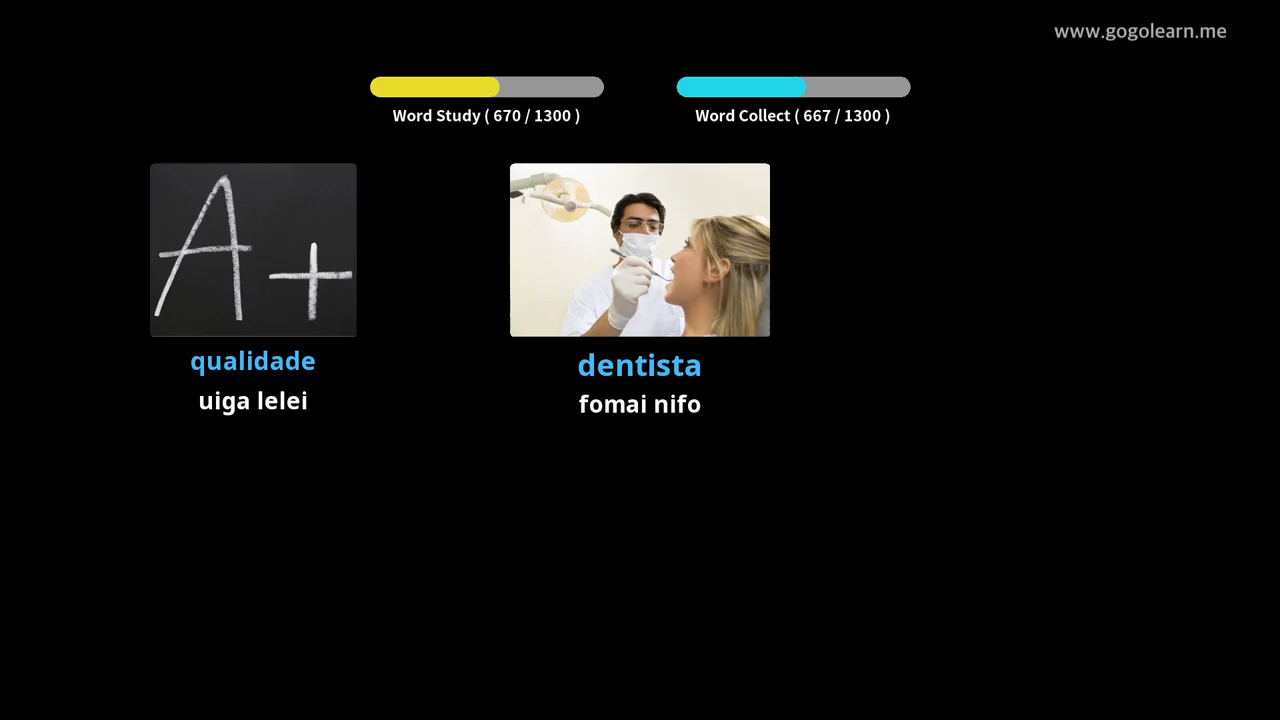 www.gogolearn.me
Word Study ( 670 / 1300 )
Word Collect ( 667 / 1300 )
A+
qualidade
uiga lelei
dentista
fomai nifo